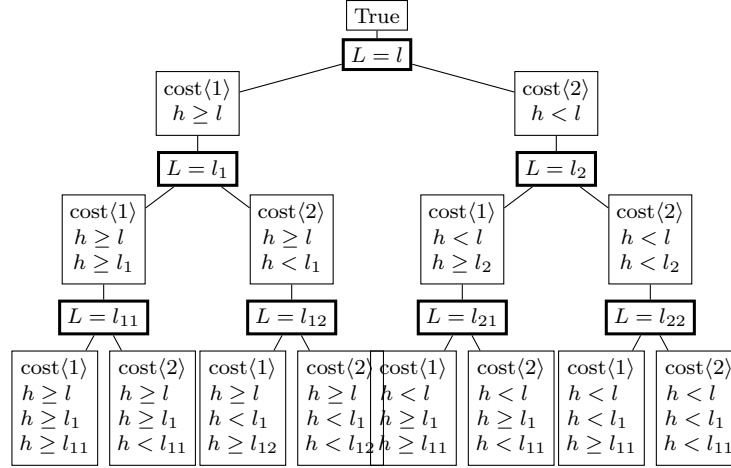 True
L = l
cost⟨1⟩
h ≥ l
cost⟨2⟩
h < l
L = l₁
L = l₂
cost⟨1⟩
h ≥ l
h ≥ l₁
cost⟨2⟩
h ≥ l
h < l₁
cost⟨1⟩
h < l
h ≥ l₂
cost⟨2⟩
h < l
h < l₂
L = l₁₁
L = l₁₂
L = l₂₁
L = l₂₂
cost⟨1⟩
h ≥ l
h ≥ l₁
h ≥ l₁₁
cost⟨2⟩
h ≥ l
h ≥ l₁
h < l₁₁
cost⟨1⟩
h ≥ l
h < l₁
h ≥ l₁₂
cost⟨2⟩
h ≥ l
h < l₁
h < l₁₂
cost⟨1⟩
h < l
h ≥ l₁
h ≥ l₁₁
cost⟨2⟩
h < l
h ≥ l₁
h < l₁₁
cost⟨1⟩
h < l
h < l₁
h ≥ l₁₁
cost⟨2⟩
h < l
h < l₁
h < l₁₁